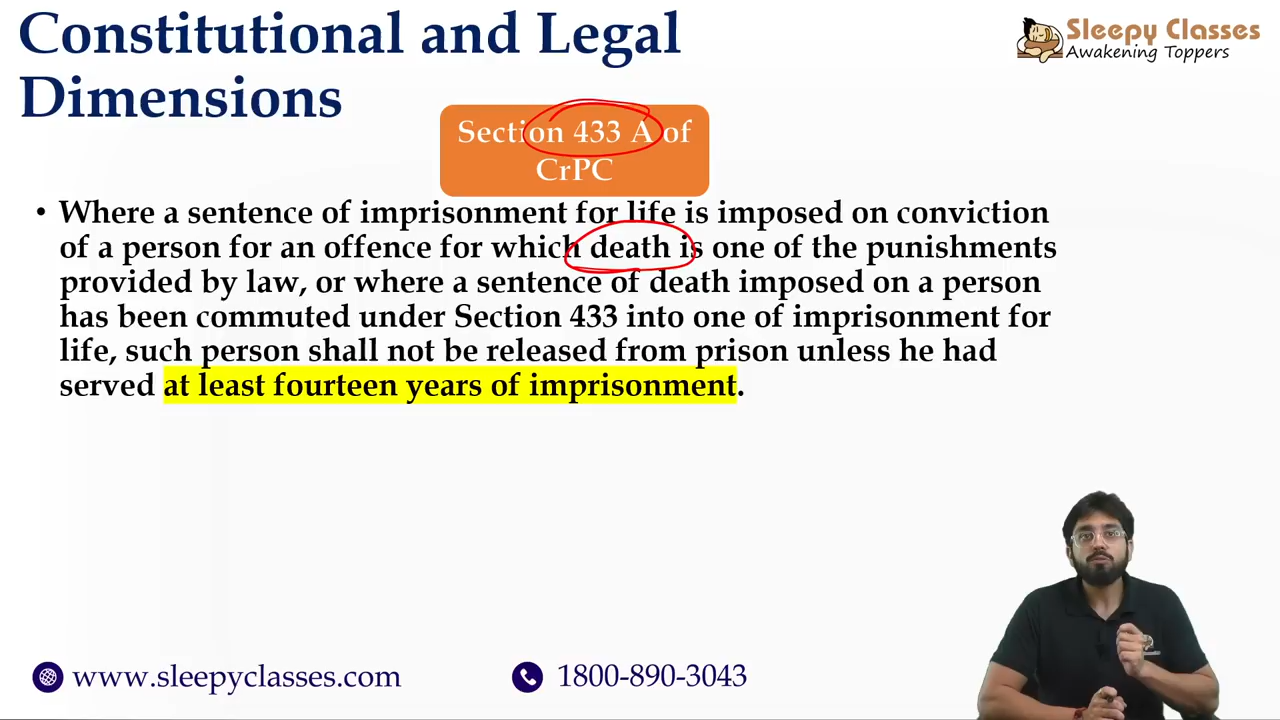 Constitutional and Legal
Dimensions
Sleepy Classes
Awakening Toppers
Section 433 A of
CrPC
• Where a sentence of imprisonment for life is imposed on conviction
of a person for an offence for which death is one of the punishments
provided by law, or where a sentence of death imposed on a person
has been commuted under Section 433 into one of imprisonment for
life, such person shall not be released from prison unless he had
served at least fourteen years of imprisonment.
www.sleepyclasses.com
1800-890-3043